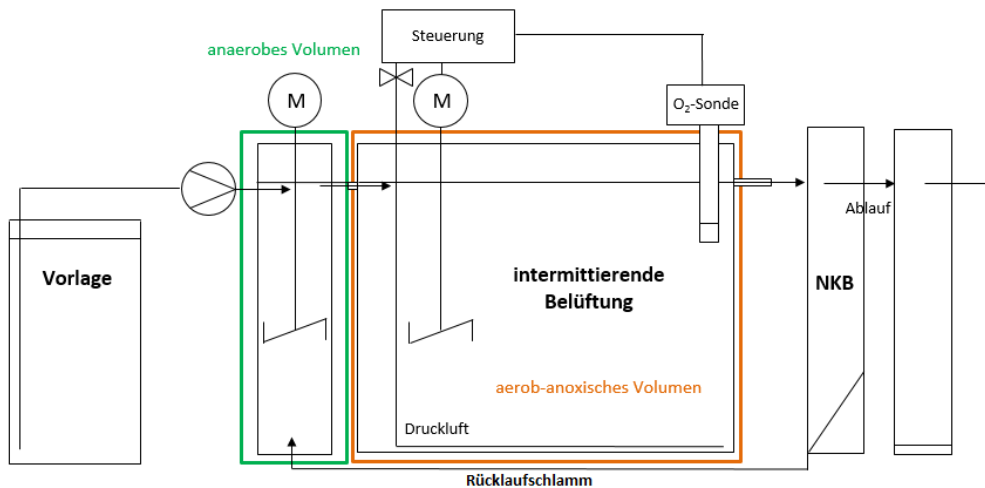 Steuerung
anaerobes Volumen
M
M
O₂-Sonde
Ablauf
Vorlage
intermittierende
Belüftung
NKB
aerob-anoxisches Volumen
Druckluft
Rücklaufschlamm